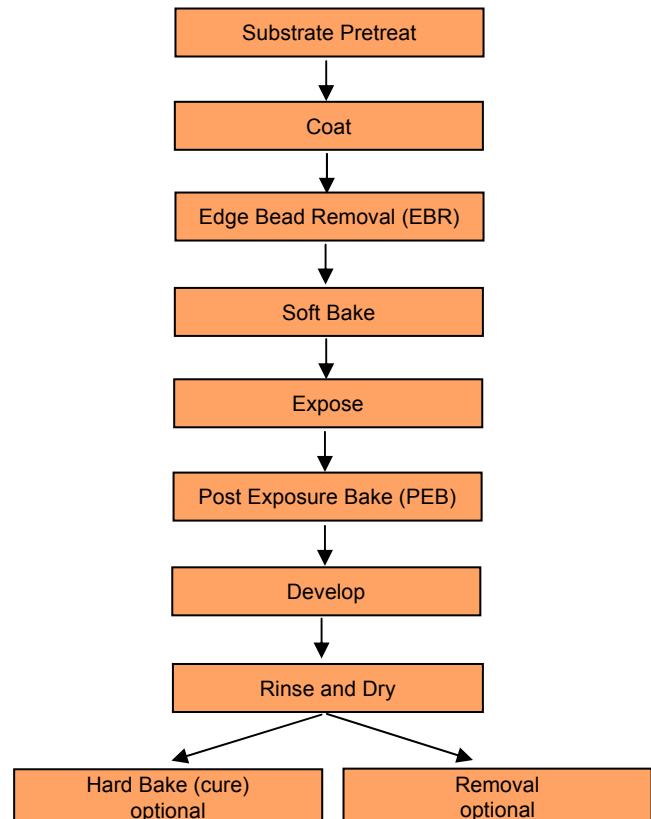 Substrate Pretreat
Coat
Edge Bead Removal (EBR)
Soft Bake
Expose
Post Exposure Bake (PEB)
Develop
Rinse and Dry
Hard Bake (cure)
optional
Removal
optional